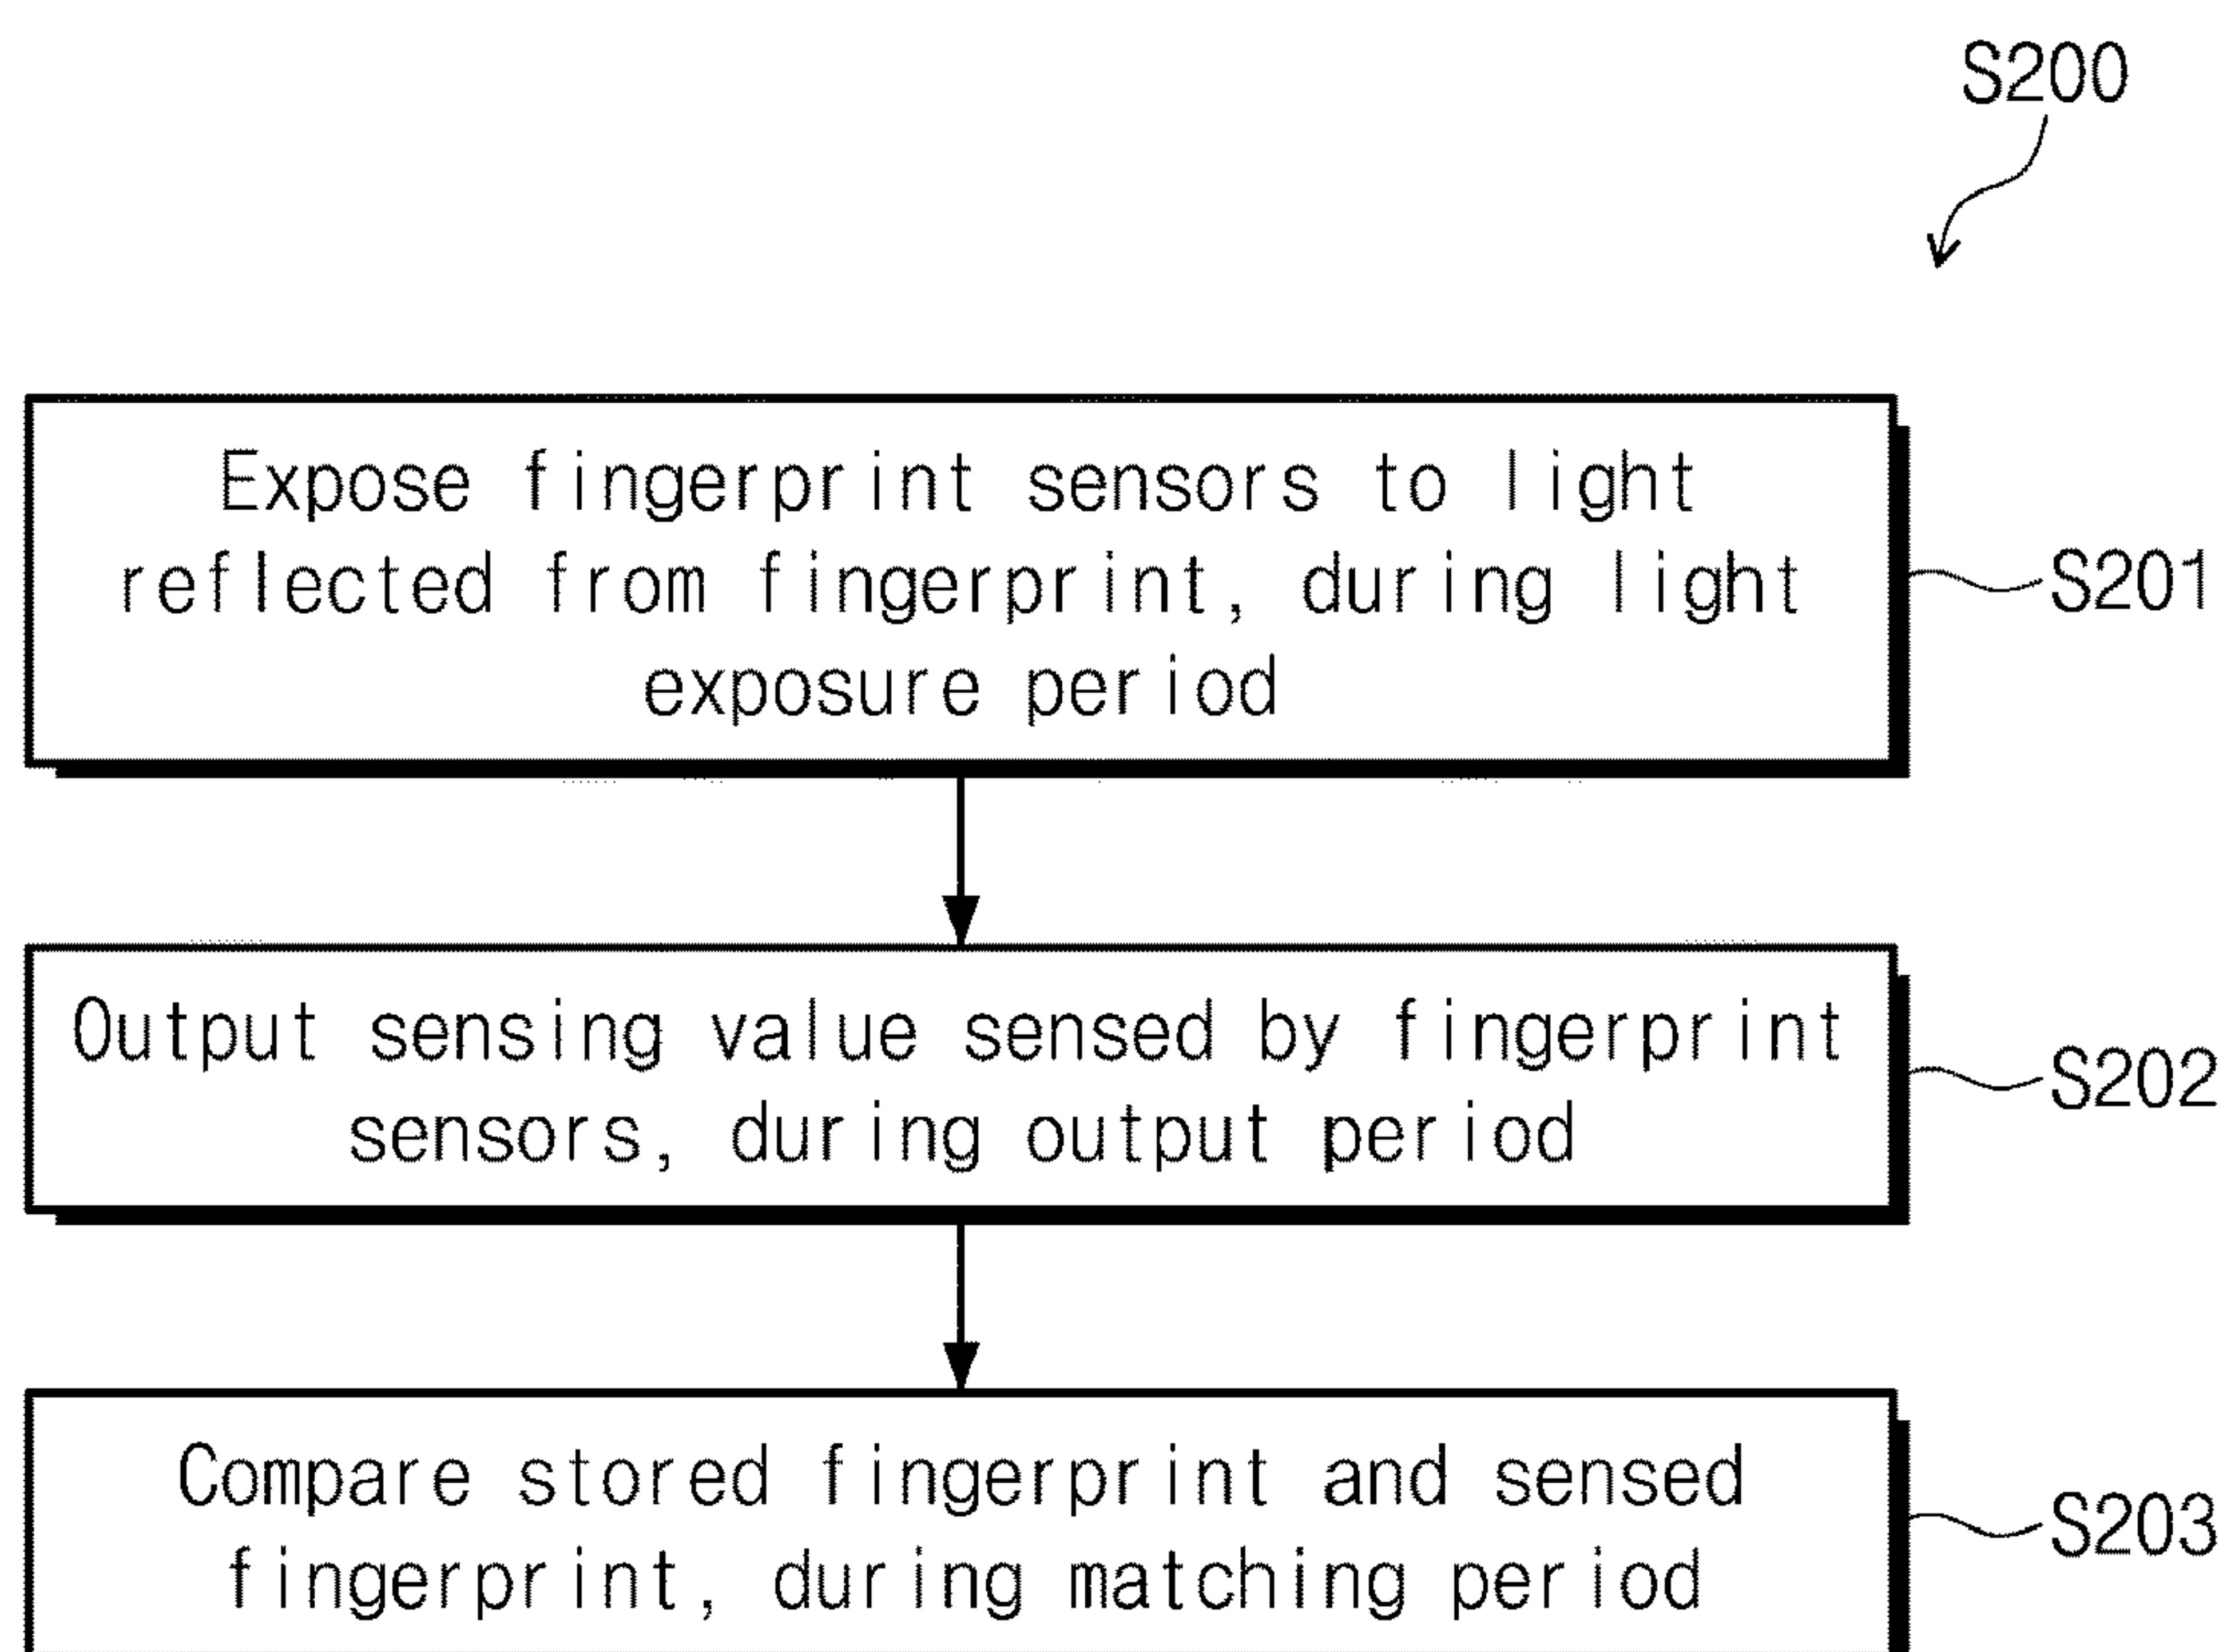 S200
Expose fingerprint sensors to light
reflected from fingerprint, during light
exposure period
S201
Output sensing value sensed by fingerprint
sensors, during output period
S202
Compare stored fingerprint and sensed
fingerprint, during matching period
S203